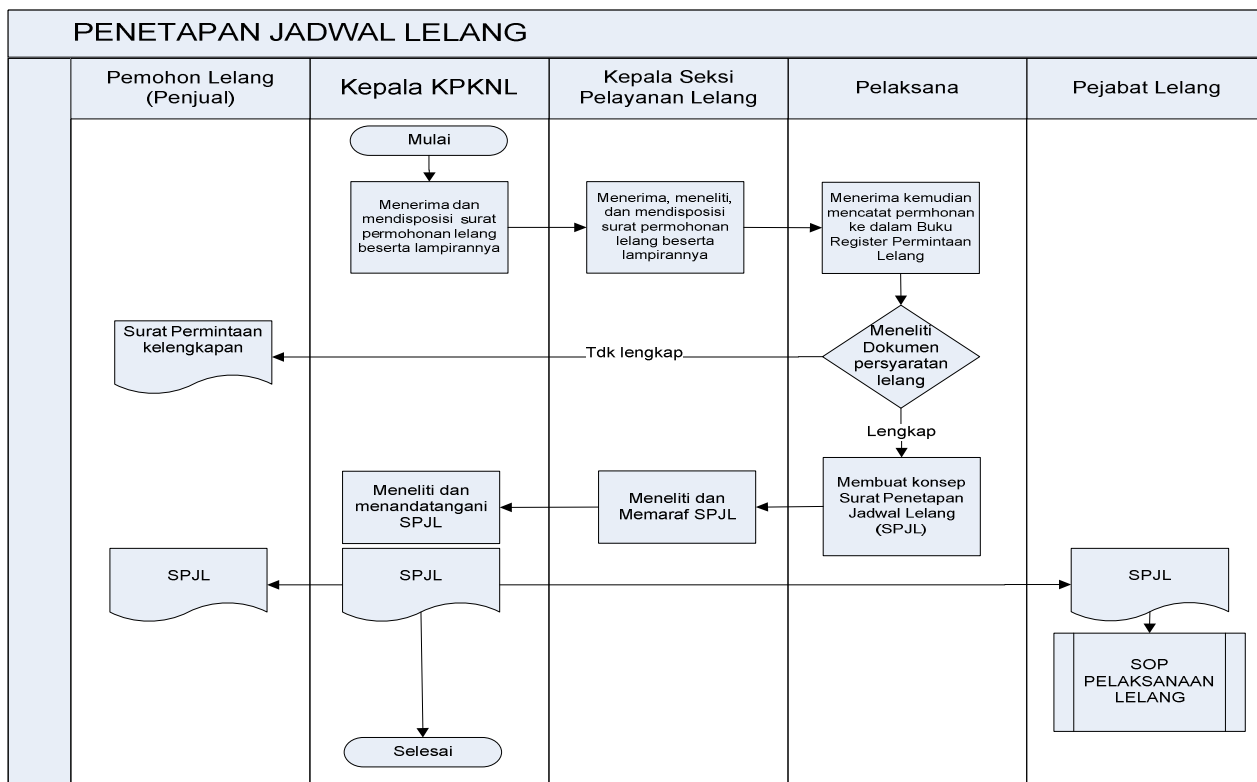 PENETAPAN JADWAL LELANG
Pemohon Lelang
(Penjual)
Kepala KPKNL
Kepala Seksi
Pelayanan Lelang
Pelaksana
Pejabat Lelang
Mulai
Menerima dan
mendisposisi surat
permohonan lelang
beserta lampirannya
Menerima, meneliti,
dan mendisposisi
surat permohonan
lelang beserta
lampirannya
Menerima kemudian
mencatat permhonan
ke dalam Buku
Register Permintaan
Lelang
Surat Permintaan
kelengkapan
Tdk lengkap
Meneliti
Dokumen
persyaratan
lelang
Lengkap
Meneliti dan
menandatangani
SPJL
Meneliti dan
Memaraf SPJL
Membuat konsep
Surat Penetapan
Jadwal Lelang
(SPJL)
SPJL
SPJL
SPJL
SOP
PELAKSANAAN
LELANG
Selesai